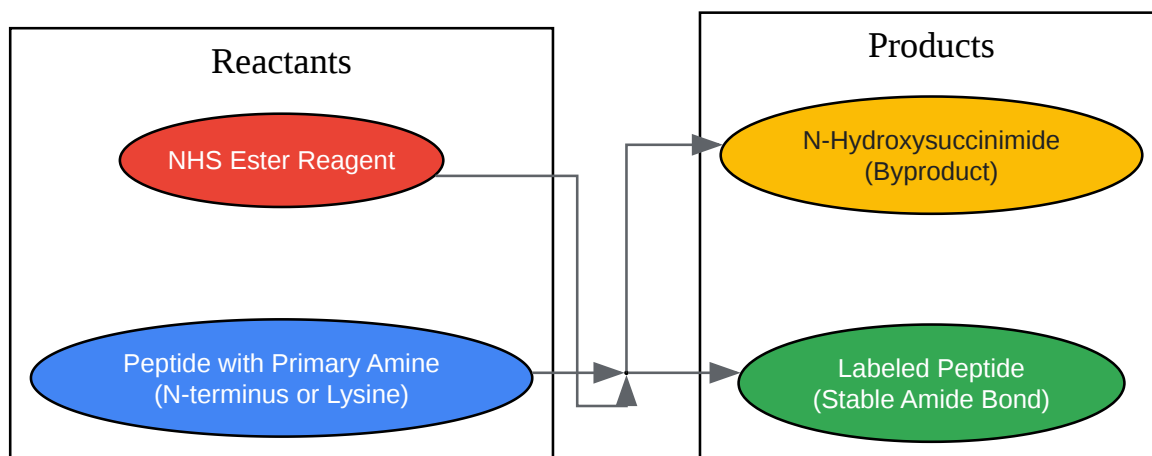 Reactants
NHS Ester Reagent
Peptide with Primary Amine
(N-terminus or Lysine)
Products
N-Hydroxysuccinimide
(Byproduct)
Labeled Peptide
(Stable Amide Bond)